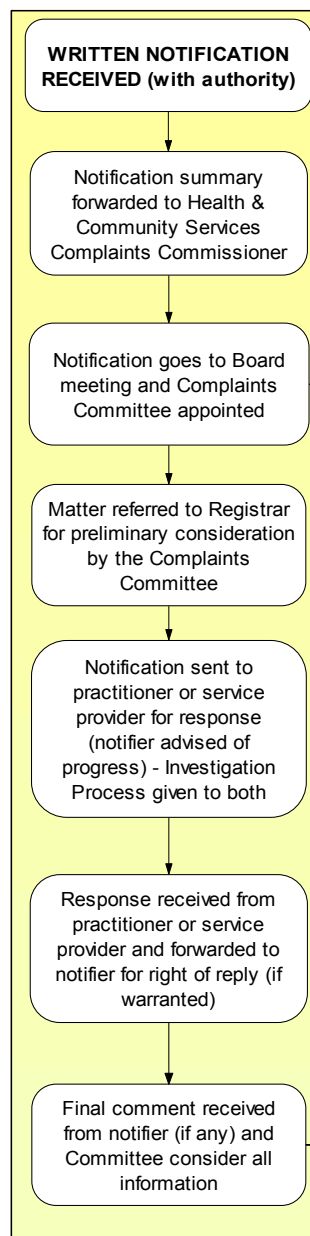 WRITTEN NOTIFICATION
RECEIVED (with authority)
Notification summary
forwarded to Health &
Community Services
Complaints Commissioner
Notification goes to Board
meeting and Complaints
Committee appointed
Matter referred to Registrar
for preliminary consideration
by the Complaints
Committee
Notification sent to
practitioner or service
provider for response
(notifier advised of
progress) - Investigation
Process given to both
Response received from
practitioner or service
provider and forwarded to
notifier for right of reply (if
warranted)
Final comment received
from notifier (if any) and
Committee consider all
information